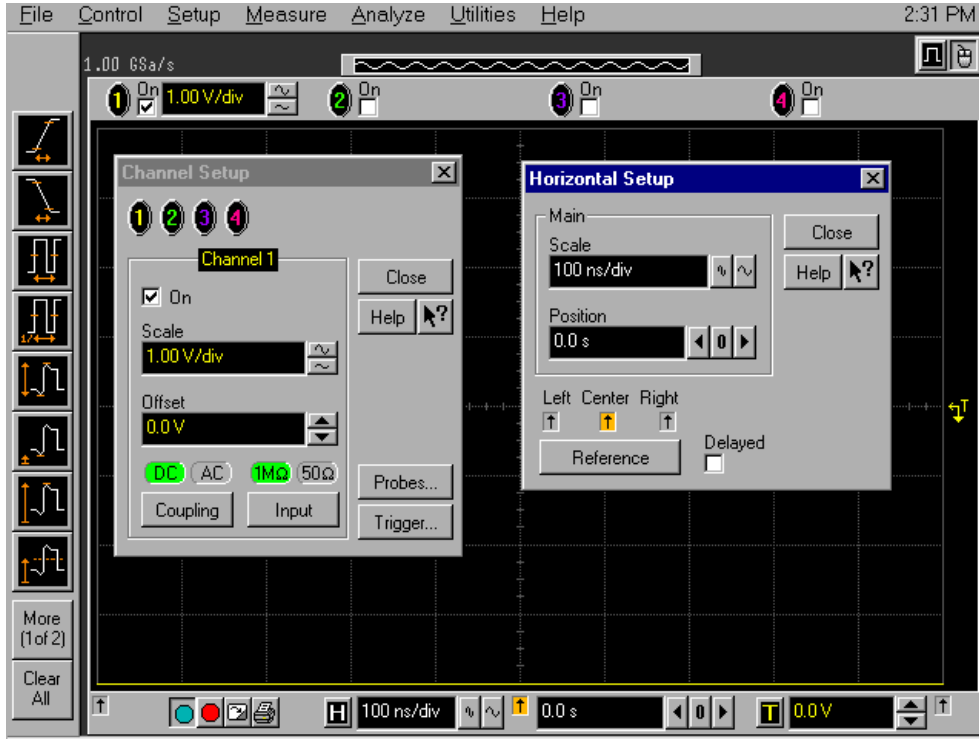 File Control Setup Measure Analyze Utilities Help 2:31 PM
1.00 GSa/s
1 On 1.00 V/div 2 On 3 On 4 On
Channel Setup
1 2 3 4
Channel 1
On
Scale
1.00 V/div
Offset
0.0 V
DC AC 1MΩ 50Ω
Coupling Input
Close
Help ?
Probes...
Trigger...
Horizontal Setup
Main
Scale
100 ns/div
Position
0.0 s
0
Left Center Right
Reference
Delayed
Close
Help ?
T
More
(1 of 2)
Clear
All
H 100 ns/div 0.0 s 0 T 0.0 V